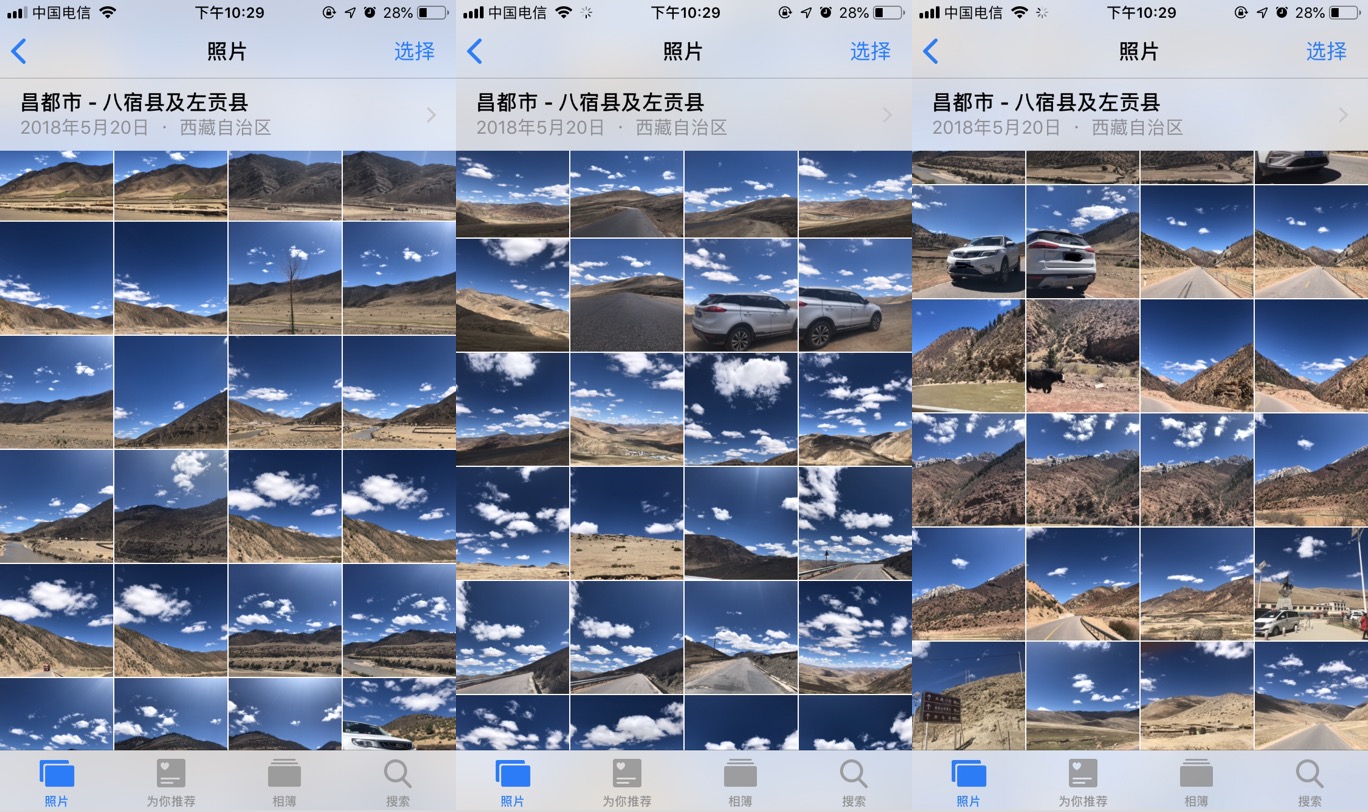 中国电信 下午10:29 28%
照片 选择
昌都市 - 八宿县及左贡县
2018年5月20日 · 西藏自治区
照片 为你推荐 相簿 搜索
中国电信 下午10:29 28%
照片 选择
昌都市 - 八宿县及左贡县
2018年5月20日 · 西藏自治区
照片 为你推荐 相簿 搜索
中国电信 下午10:29 28%
照片 选择
昌都市 - 八宿县及左贡县
2018年5月20日 · 西藏自治区
照片 为你推荐 相簿 搜索